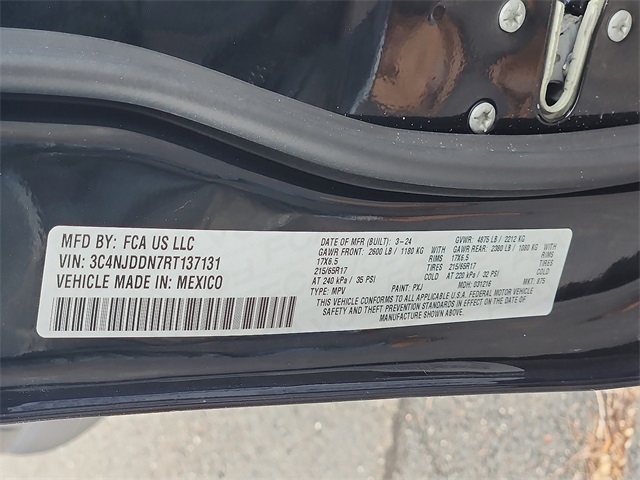 MFD BY: FCA US LLC
VIN: 3C4NJDDN7RT137131
VEHICLE MADE IN: MEXICO
DATE OF MFR (BUILT): 3-24 GVWR: 4875 LB / 2212 KG
GAWR FRONT: 2600 LB / 1180 KG WITH GAWR REAR: 2380 LB / 1080 KG WITH
17X6.5 RIMS 17X6.5 RIMS
215/65R17 TIRES 215/65R17 TIRES
AT 240 kPa / 35 PSI AT 220 kPa / 32 PSI
TYPE: MPV PAINT: PXJ MDH: 031216 MKT: X75
THIS VEHICLE CONFORMS TO ALL APPLICABLE U.S.A. FEDERAL MOTOR VEHICLE
SAFETY AND THEFT PREVENTION STANDARDS IN EFFECT ON THE DATE OF
MANUFACTURE SHOWN ABOVE.